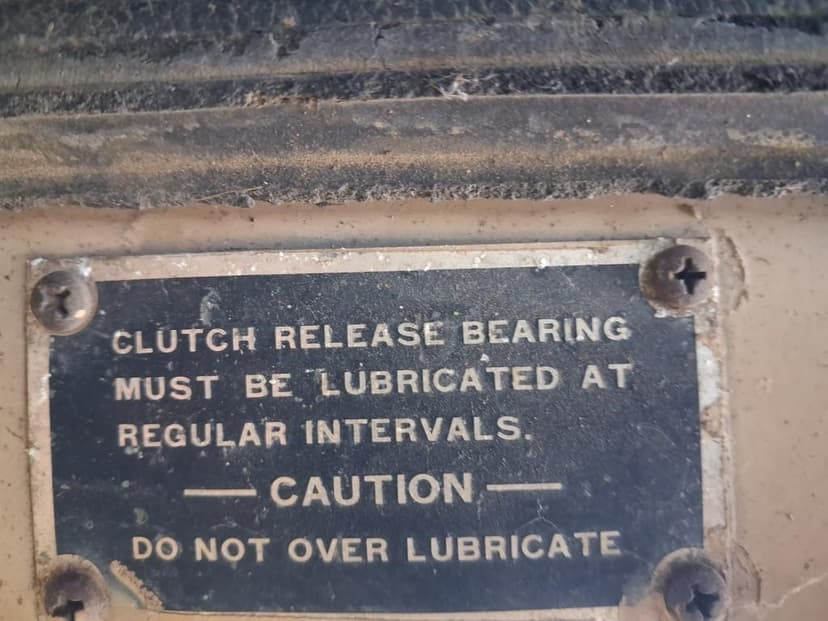 CLUTCH RELEASE BEARING
MUST BE LUBRICATED AT
REGULAR INTERVALS.
— CAUTION —
DO NOT OVER LUBRICATE